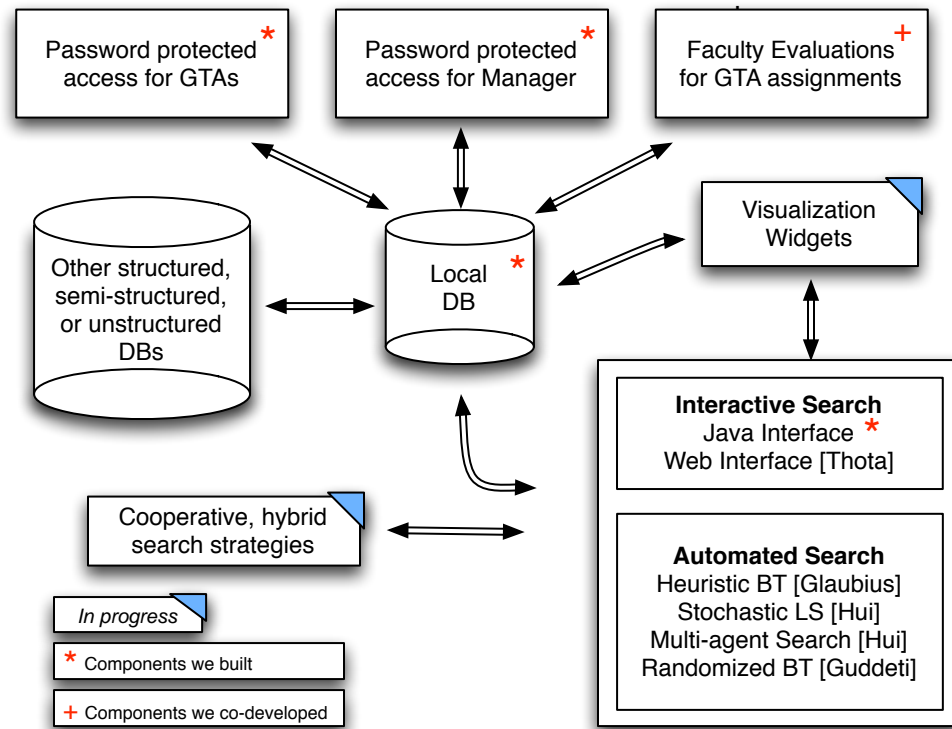 Password protected *
access for GTAs
Password protected *
access for Manager
Faculty Evaluations +
for GTA assignments
Visualization
Widgets
Other structured,
semi-structured,
or unstructured
DBs
Local *
DB
Interactive Search
Java Interface *
Web Interface [Thota]
Cooperative, hybrid
search strategies
Automated Search
Heuristic BT [Glaubius]
Stochastic LS [Hui]
Multi-agent Search [Hui]
Randomized BT [Guddeti]
In progress
* Components we built
+ Components we co-developed